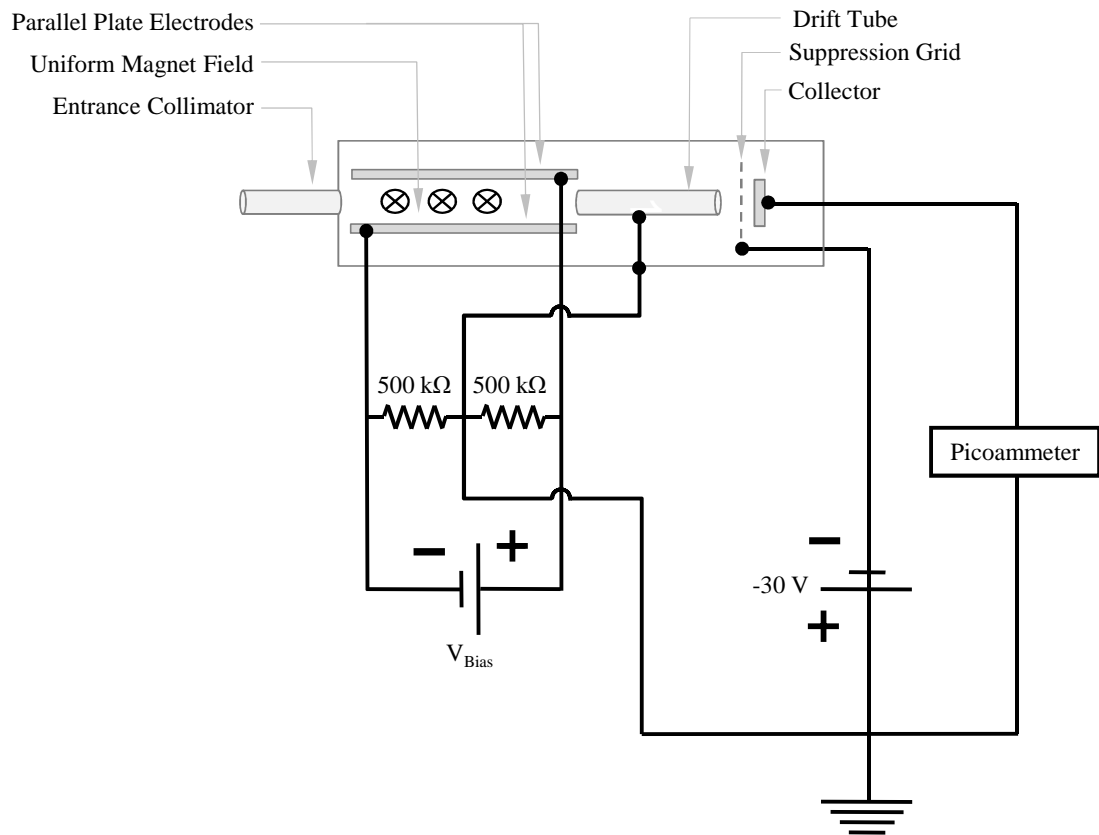 Parallel Plate Electrodes
Uniform Magnet Field
Entrance Collimator
Drift Tube
Suppression Grid
Collector
500 kΩ
500 kΩ
Picoammeter
− +
V_Bias
−
-30 V
+